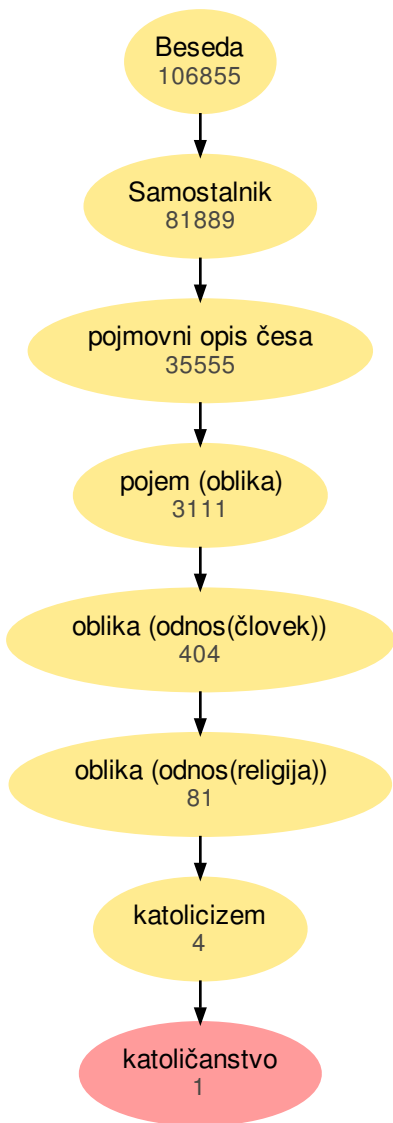 Beseda
106855
Samostalnik
81889
pojmovni opis česa
35555
pojem (oblika)
3111
oblika (odnos(človek))
404
oblika (odnos(religija))
81
katolicizem
4
katoličanstvo
1